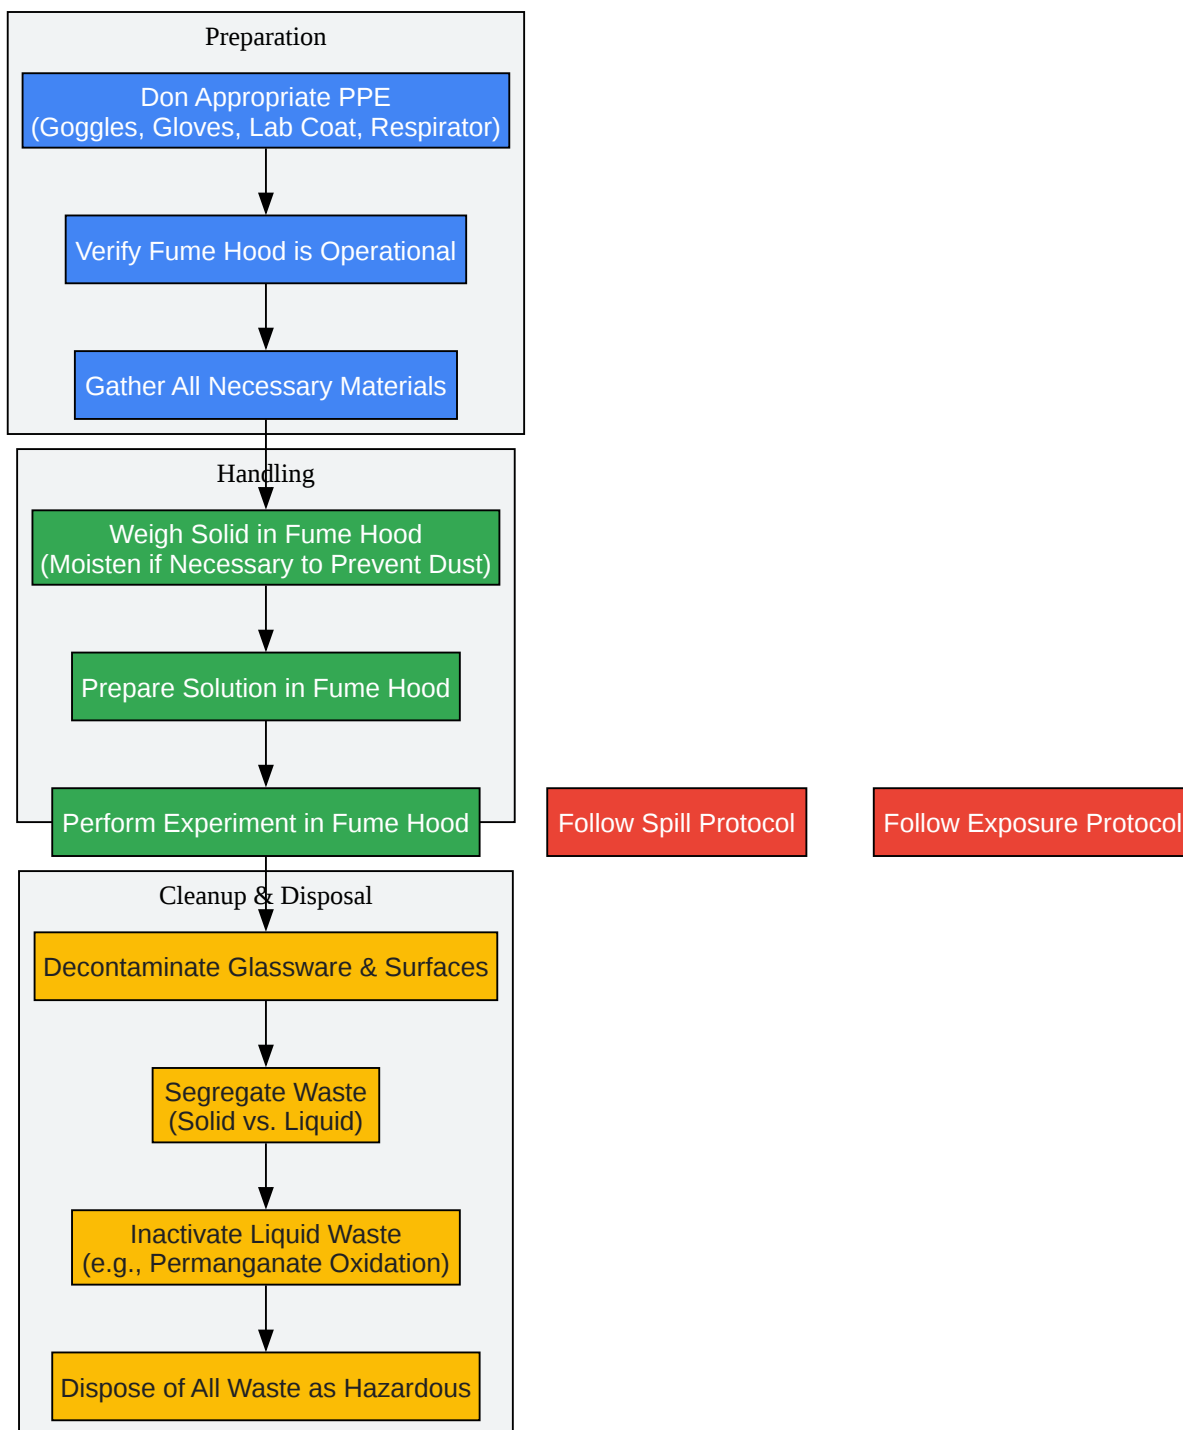 Preparation
Don Appropriate PPE
(Goggles, Gloves, Lab Coat, Respirator)
Verify Fume Hood is Operational
Gather All Necessary Materials
Handling
Weigh Solid in Fume Hood
(Moisten if Necessary to Prevent Dust)
Prepare Solution in Fume Hood
Perform Experiment in Fume Hood
Follow Spill Protocol
Follow Exposure Protocol
Cleanup & Disposal
Decontaminate Glassware & Surfaces
Segregate Waste
(Solid vs. Liquid)
Inactivate Liquid Waste
(e.g., Permanganate Oxidation)
Dispose of All Waste as Hazardous